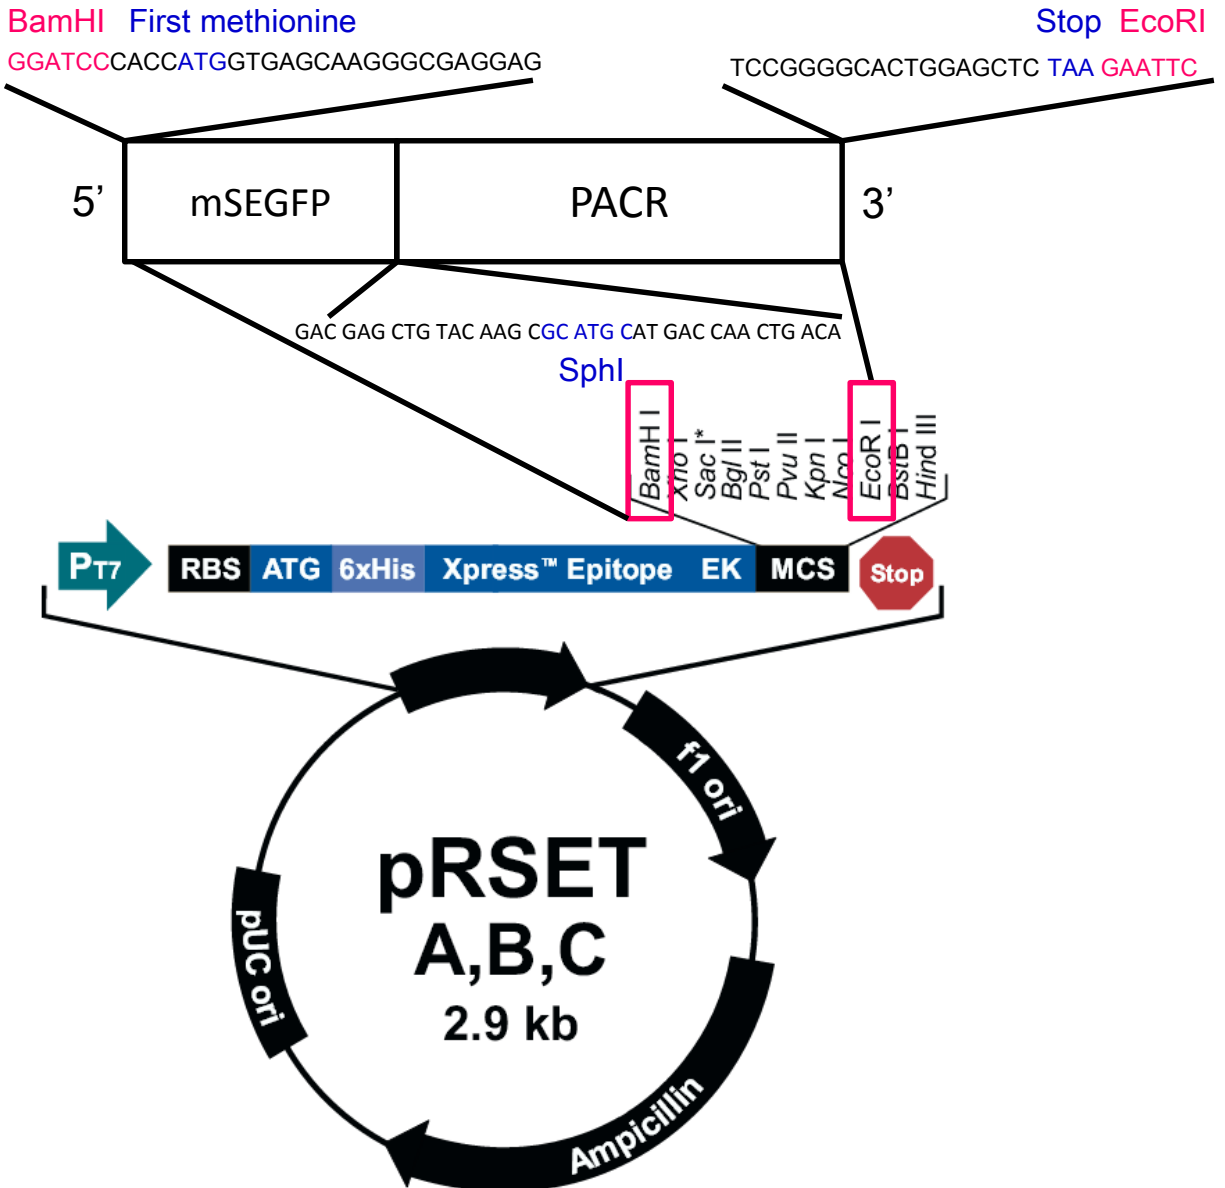 BamHI First methionine
Stop EcoRI
GGATCCCACCATGGTGAGCAAGGGCGAGGAG
TCCGGGGCACTGGAGCTC TAA GAATTC
5’
mSEGFP
PACR
3’
GAC GAG CTG TAC AAG CGC ATG CAT GAC CAA CTG ACA
SphI
BamH I
Xho I
Sac I*
Bgl II
Pst I
Pvu II
Kpn I
Nco I
EcoR I
BstB I
Hind III
PT7
RBS ATG 6xHis Xpress™ Epitope EK MCS
Stop
f1 ori
pRSET
A,B,C
2.9 kb
pUC ori
Ampicillin